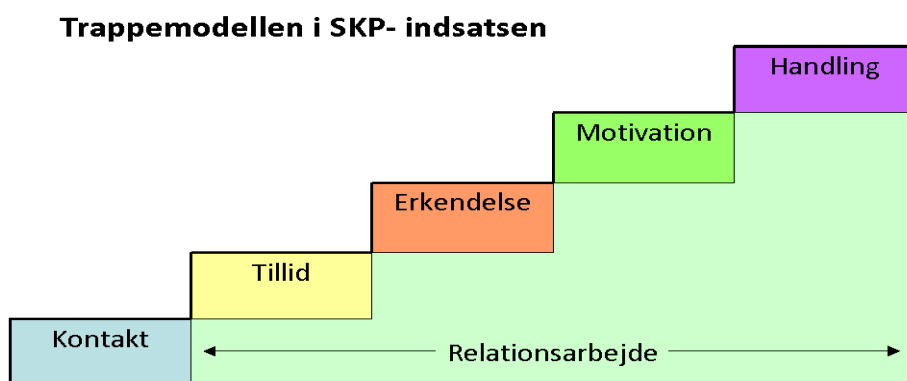 Trappemodellen i SKP- indsatsen
Handling
Motivation
Erkendelse
Tillid
Kontakt
Relationsarbejde